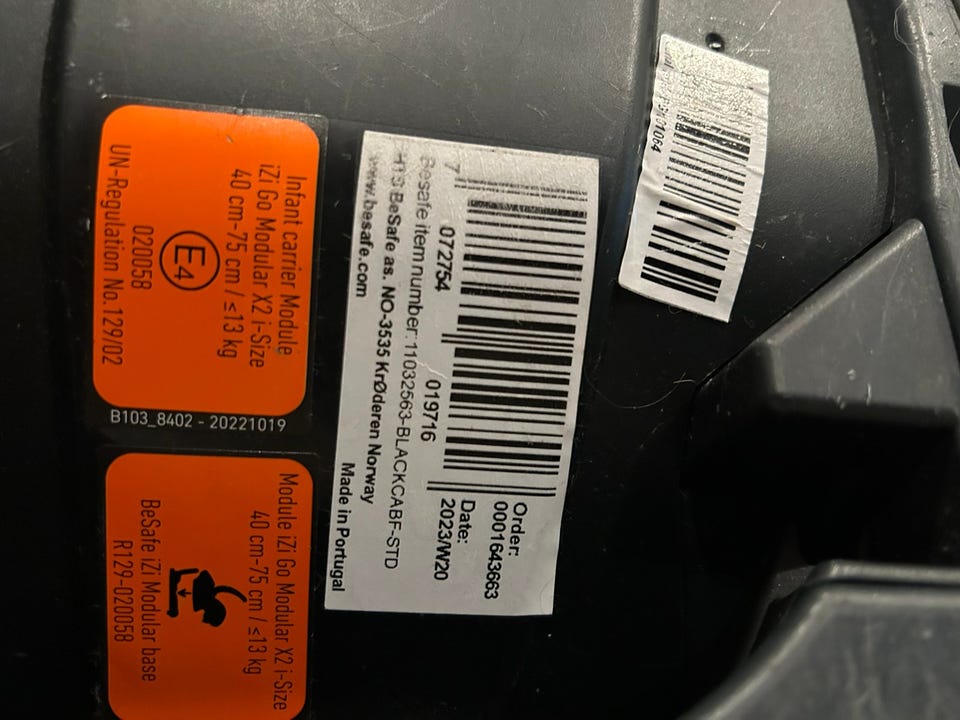 Infant carrier Module
iZi Go Modular X2 i-Size
40 cm-75 cm / ≤13 kg
E4
020058
UN-Regulation No.129/02
B103_8402 - 20221019
Module iZi Go Modular X2 i-Size
40 cm-75 cm / ≤13 kg
BeSafe iZi Modular base
R129-020058
Order:
0001643663
Date:
2023/W20
7 072754 019716
Besafe item number: 11032563-BLACKCABF-STD
HTS BeSafe as. NO-3535 KrØderen Norway
www.besafe.com
Made in Portugal